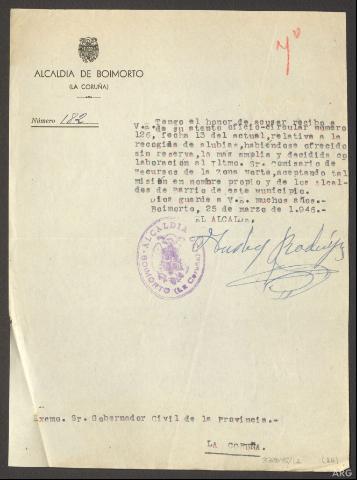 ALCALDIA DE BOIMORTO
(LA CORUÑA)
Número 182
Tengo el honor de acusar recibo a
V.E. de su atento oficio-circular número
126, fecha 13 del actual, relativa a la
recogida de alubias, habiéndose ofrecido
sin reserva, la más amplia y decidida co
laboración al Iltmo. Sr. Comisario de
Recursos de la Zona Norte, aceptando tal
misión en nombre propio y de los Alcal-
des de Barrio de este municipio.
Dios guarde a V.E. muchos años.-
Boimorto, 25 de marzo de 1.946.-
EL ALCALDE
ALCALDIA
BOIMORTO (La Coruña)
Excmo. Sr. Gobernador Civil de la Provincia.-
LA CORUÑA.
ARG